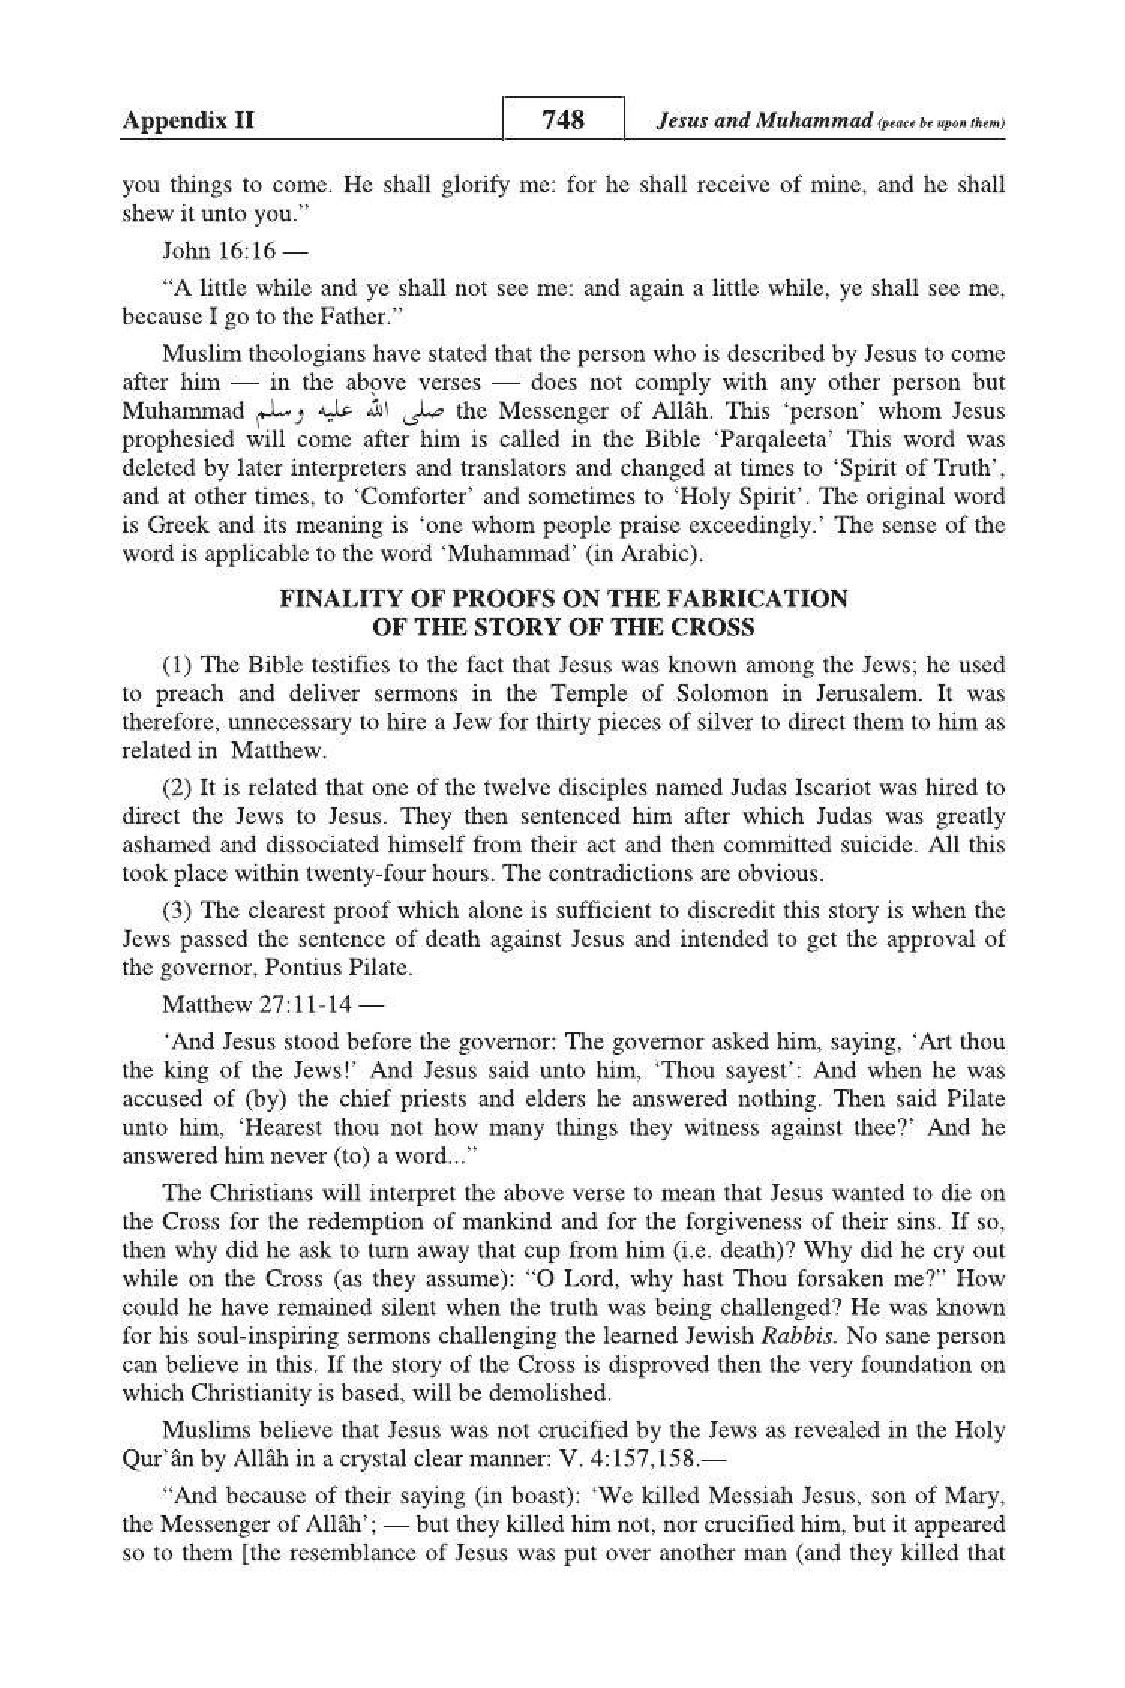 Appendix II 748 Jesus and Muhammad (peace be upon them)
you things to come. He shall glorify me: for he shall receive of mine, and he shall
shew it unto you.”
John 16:16 —
“A little while and ye shall not see me: and again a little while, ye shall see me,
because I go to the Father.”
Muslim theologians have stated that the person who is described by Jesus to come
after him — in the above verses — does not comply with any other person but
Muhammad صلى الله عليه وسلم the Messenger of Allâh. This ‘person’ whom Jesus
prophesied will come after him is called in the Bible ‘Parqaleeta’ This word was
deleted by later interpreters and translators and changed at times to ‘Spirit of Truth’,
and at other times, to ‘Comforter’ and sometimes to ‘Holy Spirit’. The original word
is Greek and its meaning is ‘one whom people praise exceedingly.’ The sense of the
word is applicable to the word ‘Muhammad’ (in Arabic).
FINALITY OF PROOFS ON THE FABRICATION
OF THE STORY OF THE CROSS
(1) The Bible testifies to the fact that Jesus was known among the Jews; he used
to preach and deliver sermons in the Temple of Solomon in Jerusalem. It was
therefore, unnecessary to hire a Jew for thirty pieces of silver to direct them to him as
related in Matthew.
(2) It is related that one of the twelve disciples named Judas Iscariot was hired to
direct the Jews to Jesus. They then sentenced him after which Judas was greatly
ashamed and dissociated himself from their act and then committed suicide. All this
took place within twenty-four hours. The contradictions are obvious.
(3) The clearest proof which alone is sufficient to discredit this story is when the
Jews passed the sentence of death against Jesus and intended to get the approval of
the governor, Pontius Pilate.
Matthew 27:11-14 —
‘And Jesus stood before the governor: The governor asked him, saying, ‘Art thou
the king of the Jews!’ And Jesus said unto him, ‘Thou sayest’: And when he was
accused of (by) the chief priests and elders he answered nothing. Then said Pilate
unto him, ‘Hearest thou not how many things they witness against thee?’ And he
answered him never (to) a word...”
The Christians will interpret the above verse to mean that Jesus wanted to die on
the Cross for the redemption of mankind and for the forgiveness of their sins. If so,
then why did he ask to turn away that cup from him (i.e. death)? Why did he cry out
while on the Cross (as they assume): “O Lord, why hast Thou forsaken me?” How
could he have remained silent when the truth was being challenged? He was known
for his soul-inspiring sermons challenging the learned Jewish Rabbis. No sane person
can believe in this. If the story of the Cross is disproved then the very foundation on
which Christianity is based, will be demolished.
Muslims believe that Jesus was not crucified by the Jews as revealed in the Holy
Qur’ân by Allâh in a crystal clear manner: V. 4:157,158.—
“And because of their saying (in boast): ‘We killed Messiah Jesus, son of Mary,
the Messenger of Allâh’; — but they killed him not, nor crucified him, but it appeared
so to them [the resemblance of Jesus was put over another man (and they killed that